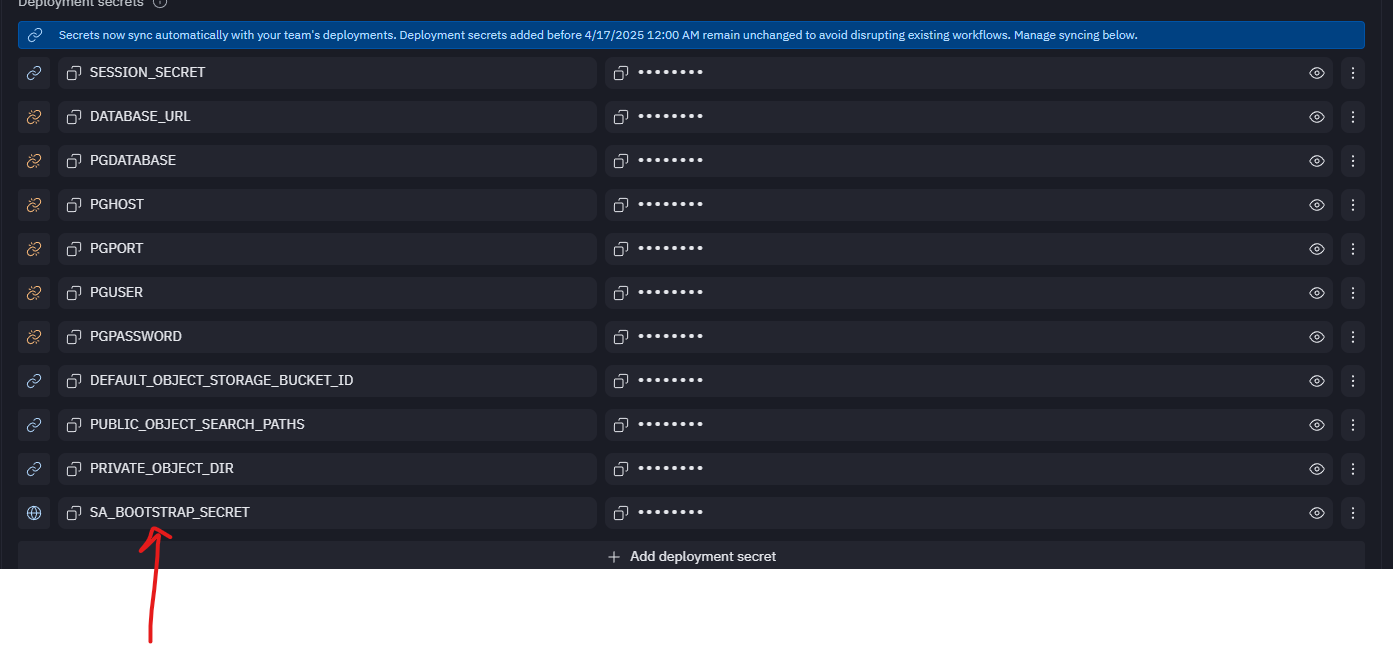 Deployment secrets
Secrets now sync automatically with your team's deployments. Deployment secrets added before 4/17/2025 12:00 AM remain unchanged to avoid disrupting existing workflows. Manage syncing below.
SESSION_SECRET ••••••••
DATABASE_URL ••••••••
PGDATABASE ••••••••
PGHOST ••••••••
PGPORT ••••••••
PGUSER ••••••••
PGPASSWORD ••••••••
DEFAULT_OBJECT_STORAGE_BUCKET_ID ••••••••
PUBLIC_OBJECT_SEARCH_PATHS ••••••••
PRIVATE_OBJECT_DIR ••••••••
SA_BOOTSTRAP_SECRET ••••••••
+ Add deployment secret